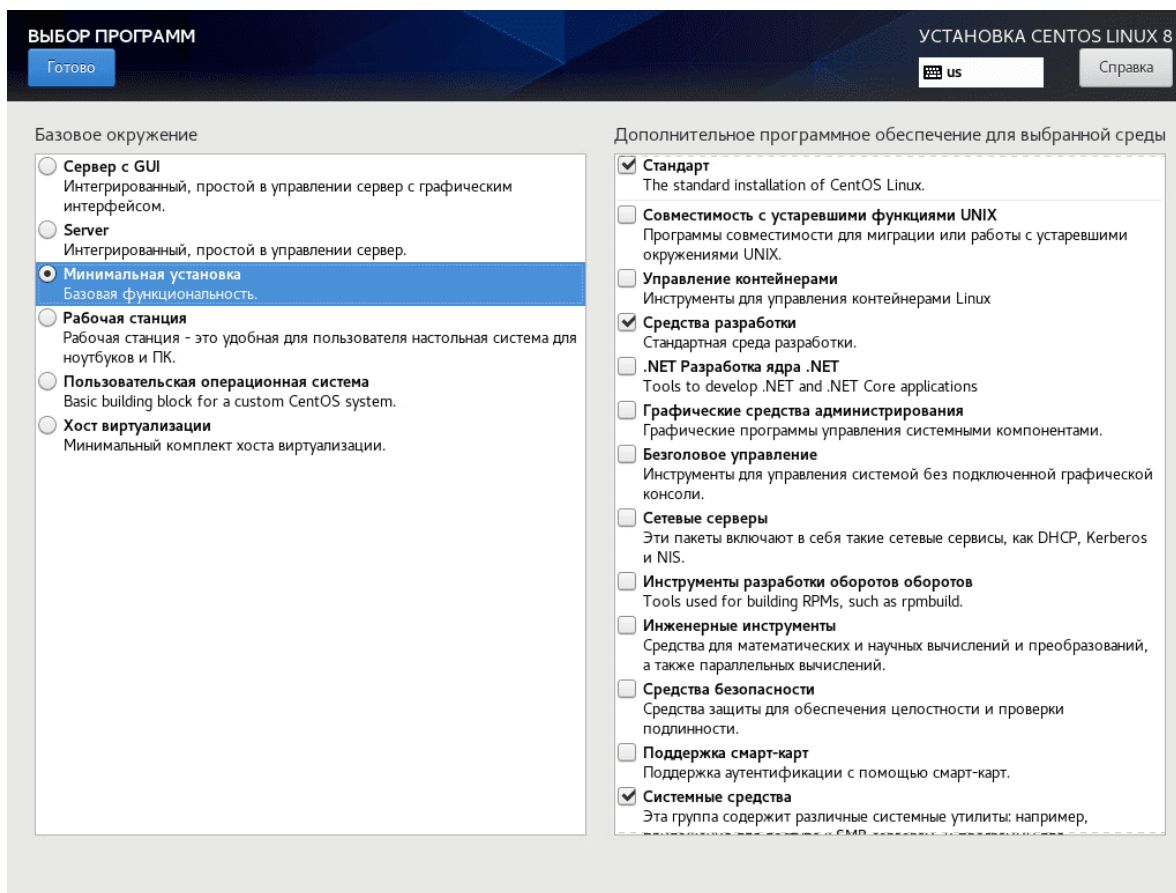 ВЫБОР ПРОГРАММ
УСТАНОВКА CENTOS LINUX 8
Готово
us
Справка
Базовое окружение
Сервер с GUI
Интегрированный, простой в управлении сервер с графическим
интерфейсом.
Server
Интегрированный, простой в управлении сервер.
Минимальная установка
Базовая функциональность.
Рабочая станция
Рабочая станция - это удобная для пользователя настольная система для
ноутбуков и ПК.
Пользовательская операционная система
Basic building block for a custom CentOS system.
Хост виртуализации
Минимальный комплект хоста виртуализации.
Дополнительное программное обеспечение для выбранной среды
Стандарт
The standard installation of CentOS Linux.
Совместимость с устаревшими функциями UNIX
Программы совместимости для миграции или работы с устаревшими
окружениями UNIX.
Управление контейнерами
Инструменты для управления контейнерами Linux
Средства разработки
Стандартная среда разработки.
.NET Разработка ядра .NET
Tools to develop .NET and .NET Core applications
Графические средства администрирования
Графические программы управления системными компонентами.
Безголовое управление
Инструменты для управления системой без подключенной графической
консоли.
Сетевые серверы
Эти пакеты включают в себя такие сетевые сервисы, как DHCP, Kerberos
и NIS.
Инструменты разработки оборотов оборотов
Tools used for building RPMs, such as rpmbuild.
Инженерные инструменты
Средства для математических и научных вычислений и преобразований,
а также параллельных вычислений.
Средства безопасности
Средства защиты для обеспечения целостности и проверки
подлинности.
Поддержка смарт-карт
Поддержка аутентификации с помощью смарт-карт.
Системные средства
Эта группа содержит различные системные утилиты: например,